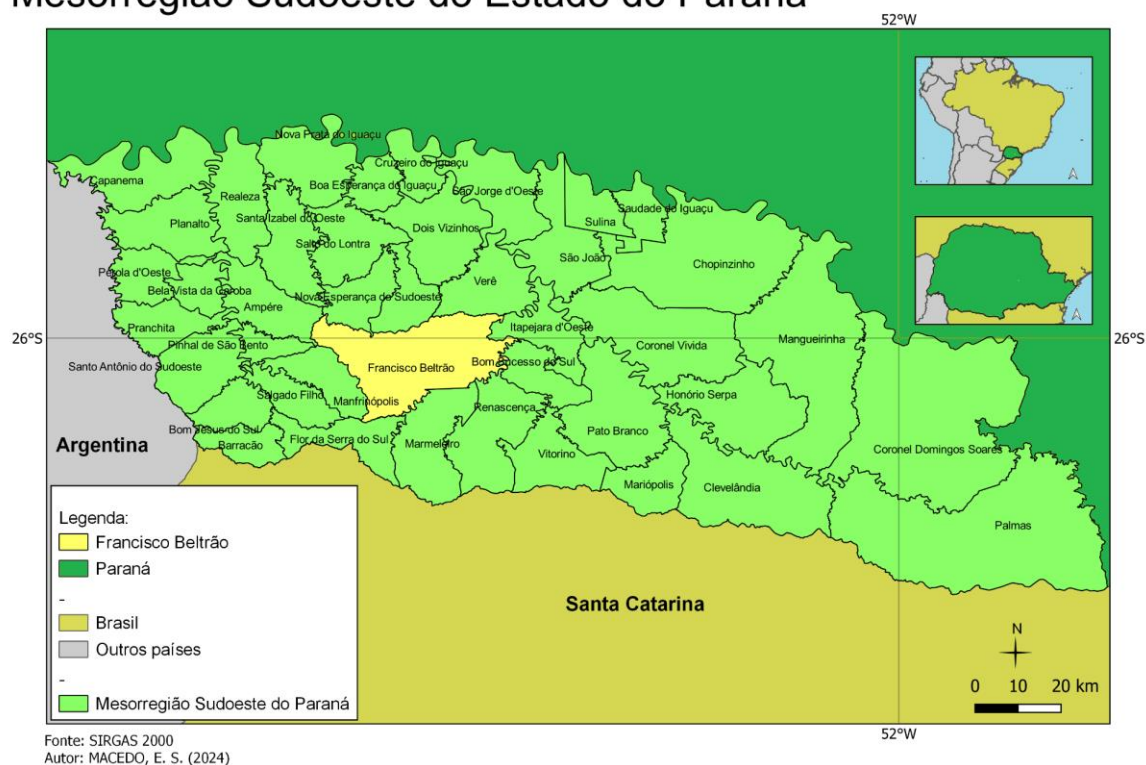 Mesorregião Sudoeste do Estado do Paraná
52°W
Nova Prata do Iguaçu
Cruzeiro do Iguaçu
Capanema
Realeza
Boa Esperança do Iguaçu
São Jorge d'Oeste
Saudade do Iguaçu
Planalto
Santa Izabel do Oeste
Dois Vizinhos
Sulina
Salto do Lontra
São João
Chopinzinho
Pérola d'Oeste
Bela Vista da Caroba
Nova Esperança do Sudoeste
Verê
Ampére
Pranchita
Itapejara d'Oeste
26°S
26°S
Pinhal de São Bento
Coronel Vivida
Mangueirinha
Santo Antônio do Sudoeste
Francisco Beltrão
Bom Sucesso do Sul
Salgado Filho
Manfrinópolis
Renascença
Honório Serpa
Bom Jesus do Sul
Barracão
Flor da Serra do Sul
Marmeleiro
Pato Branco
Argentina
Vitorino
Coronel Domingos Soares
Mariópolis
Clevelândia
Palmas
Legenda:
Francisco Beltrão
Paraná
-
Brasil
Outros países
-
Mesorregião Sudoeste do Paraná
Santa Catarina
N
0 10 20 km
52°W
Fonte: SIRGAS 2000
Autor: MACEDO, E. S. (2024)